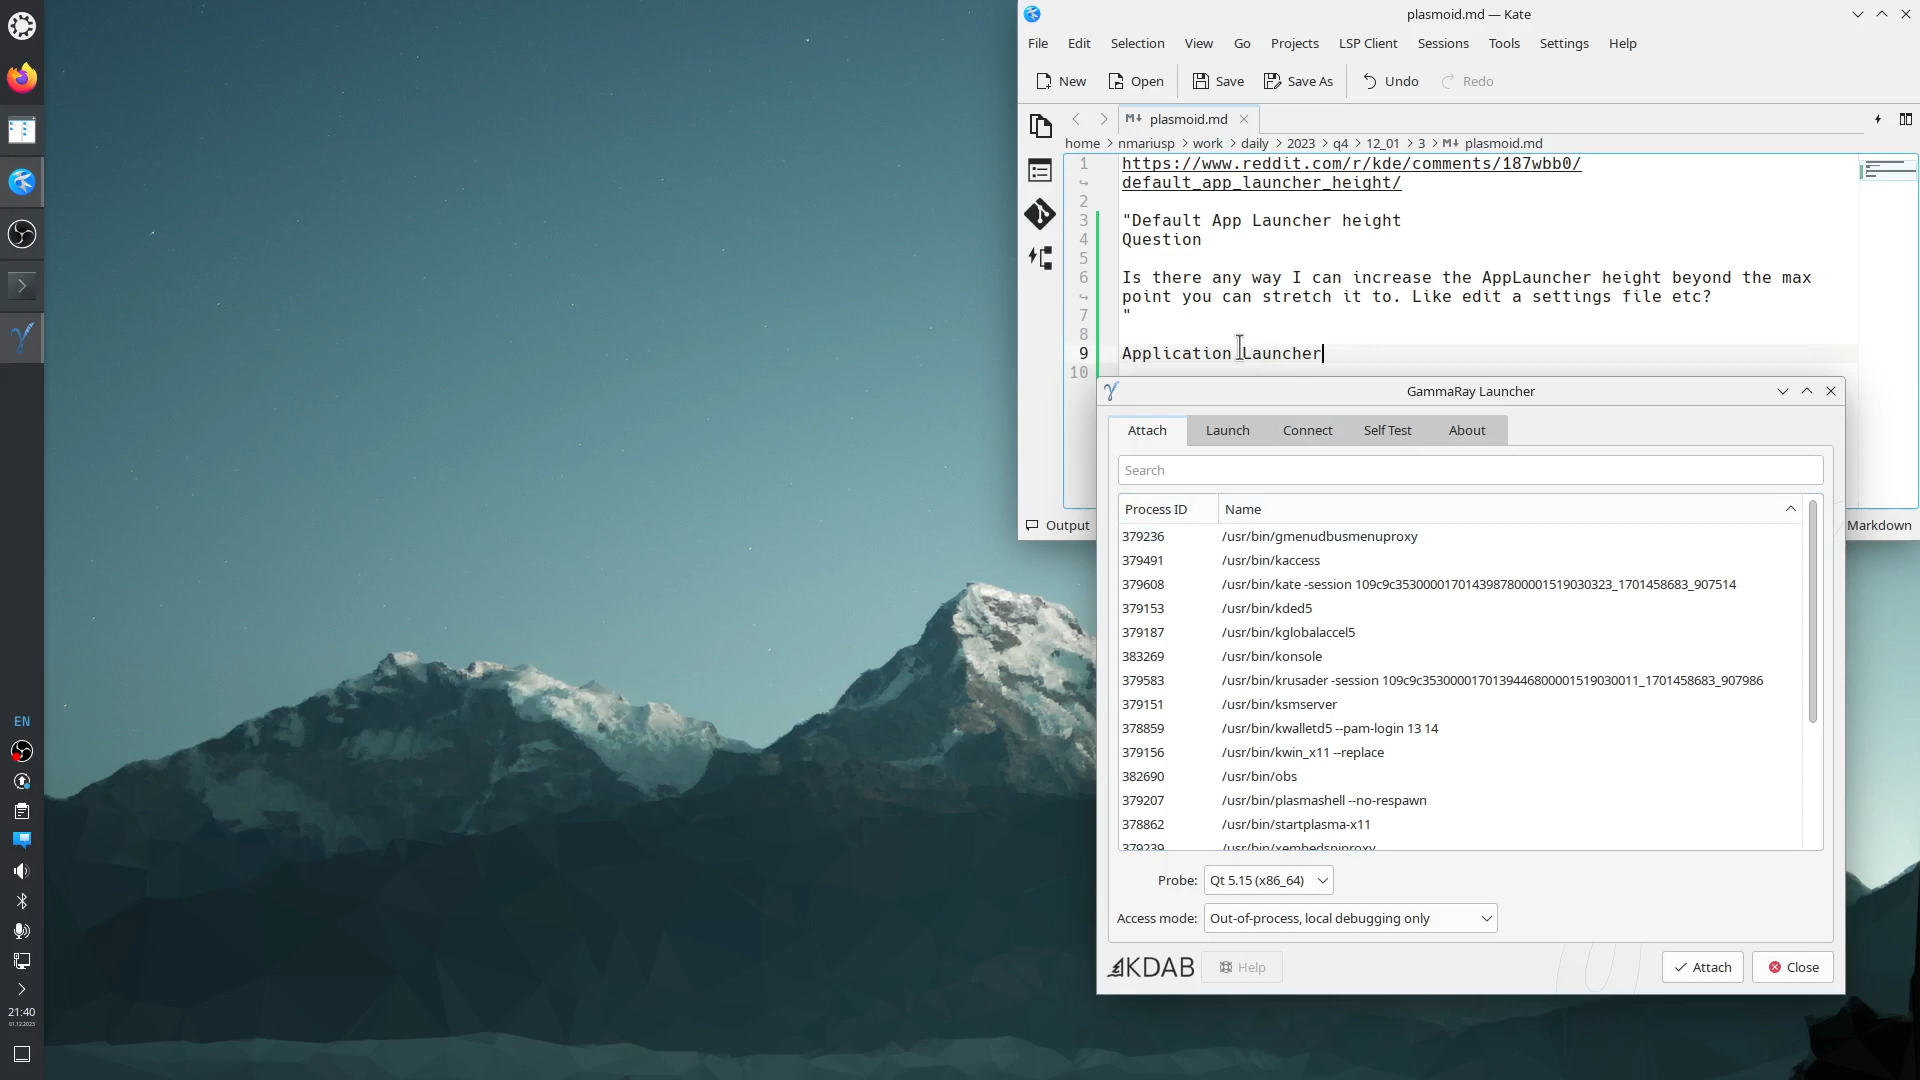 plasmoid.md — Kate
File Edit Selection View Go Projects LSP Client Sessions Tools Settings Help
New Open Save Save As Undo Redo
plasmoid.md
home > nmariusp > work > daily > 2023 > q4 > 12_01 > 3 > plasmoid.md
1 https://www.reddit.com/r/kde/comments/187wbb0/
default_app_launcher_height/
2
3 "Default App Launcher height
4 Question
5
6 Is there any way I can increase the AppLauncher height beyond the max
point you can stretch it to. Like edit a settings file etc?
7 "
8
9 Application Launcher
10
Output Markdown
GammaRay Launcher
Attach Launch Connect Self Test About
Search
Process ID Name
379236 /usr/bin/gmenudbusmenuproxy
379491 /usr/bin/kaccess
379608 /usr/bin/kate -session 109c9c3530000170143987800001519030323_1701458683_907514
379153 /usr/bin/kded5
379187 /usr/bin/kglobalaccel5
383269 /usr/bin/konsole
379583 /usr/bin/krusader -session 109c9c3530000170139446800001519030011_1701458683_907986
379151 /usr/bin/ksmserver
378859 /usr/bin/kwalletd5 --pam-login 13 14
379156 /usr/bin/kwin_x11 --replace
382690 /usr/bin/obs
379207 /usr/bin/plasmashell --no-respawn
378862 /usr/bin/startplasma-x11
379239 /usr/bin/xembedsniproxy
Probe: Qt 5.15 (x86_64)
Access mode: Out-of-process, local debugging only
KDAB Help Attach Close
EN
21:40
01.12.2023